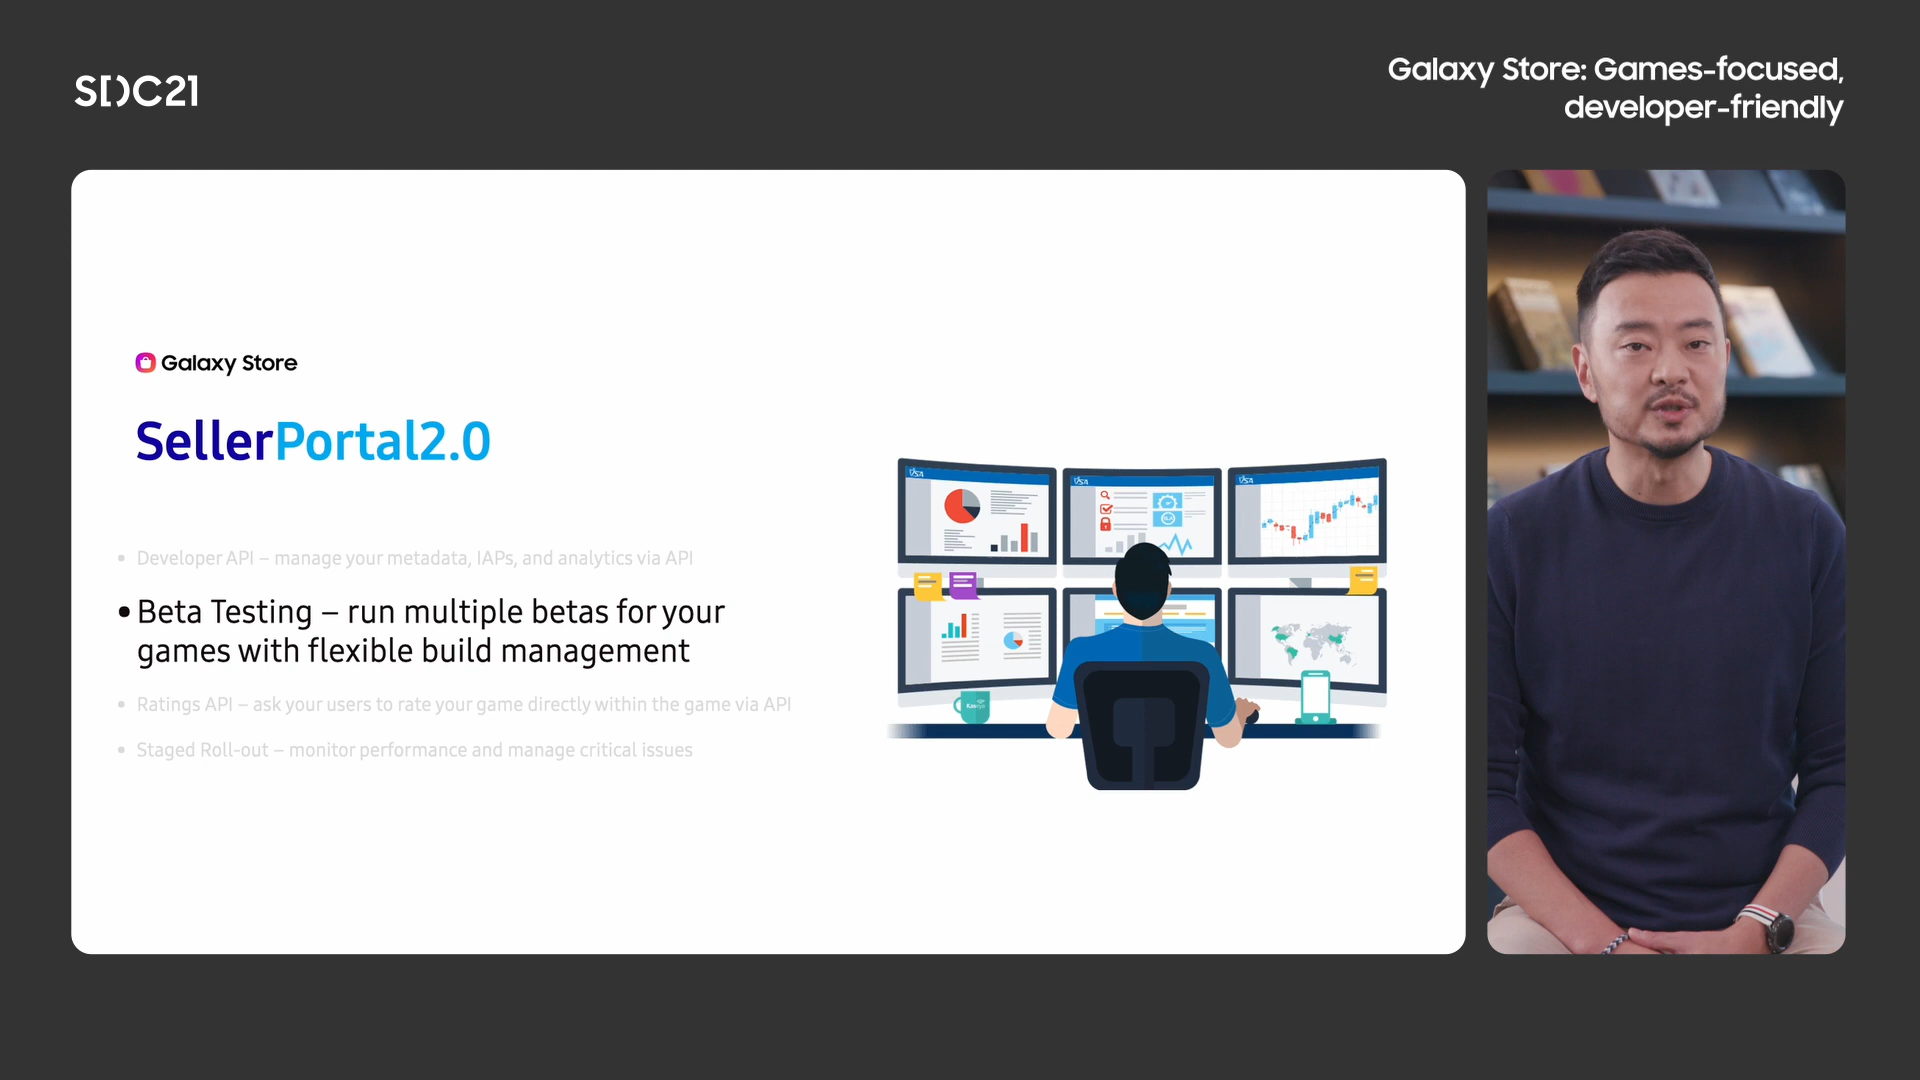 SDC21
Galaxy Store: Games-focused,
developer-friendly
Galaxy Store
SellerPortal2.0
• Developer API – manage your metadata, IAPs, and analytics via API
• Beta Testing – run multiple betas for your
games with flexible build management
• Ratings API – ask your users to rate your game directly within the game via API
• Staged Roll-out – monitor performance and manage critical issues
VSA
VSA
VSA